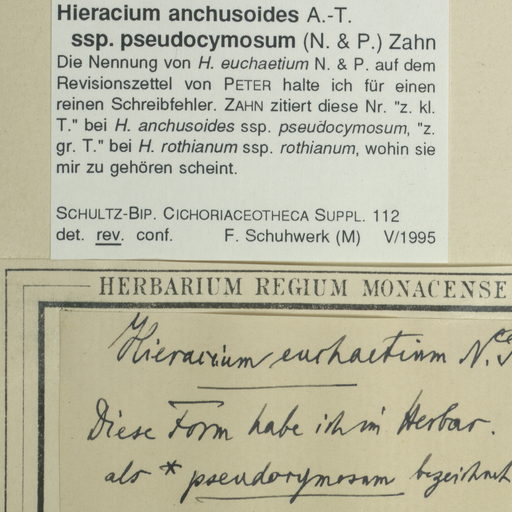 Hieracium anchusoides A.-T.
ssp. pseudocymosum (N. & P.) Zahn
Die Nennung von H. euchaetium N. & P. auf dem
Revisionszettel von PETER halte ich für einen
reinen Schreibfehler. ZAHN zitiert diese Nr. "z. kl.
T." bei H. anchusoides ssp. pseudocymosum, "z.
gr. T." bei H. rothianum ssp. rothianum, wohin sie
mir zu gehören scheint.
SCHULTZ-BIP. CICHORIACEOTHECA SUPPL. 112
det. rev. conf. F. Schuhwerk (M) V/1995
HERBARIUM REGIUM MONACENSE
Hieracium euchaetium N.
Diese Form habe ich im Herbar.
als * pseudocymosum bezeichnet